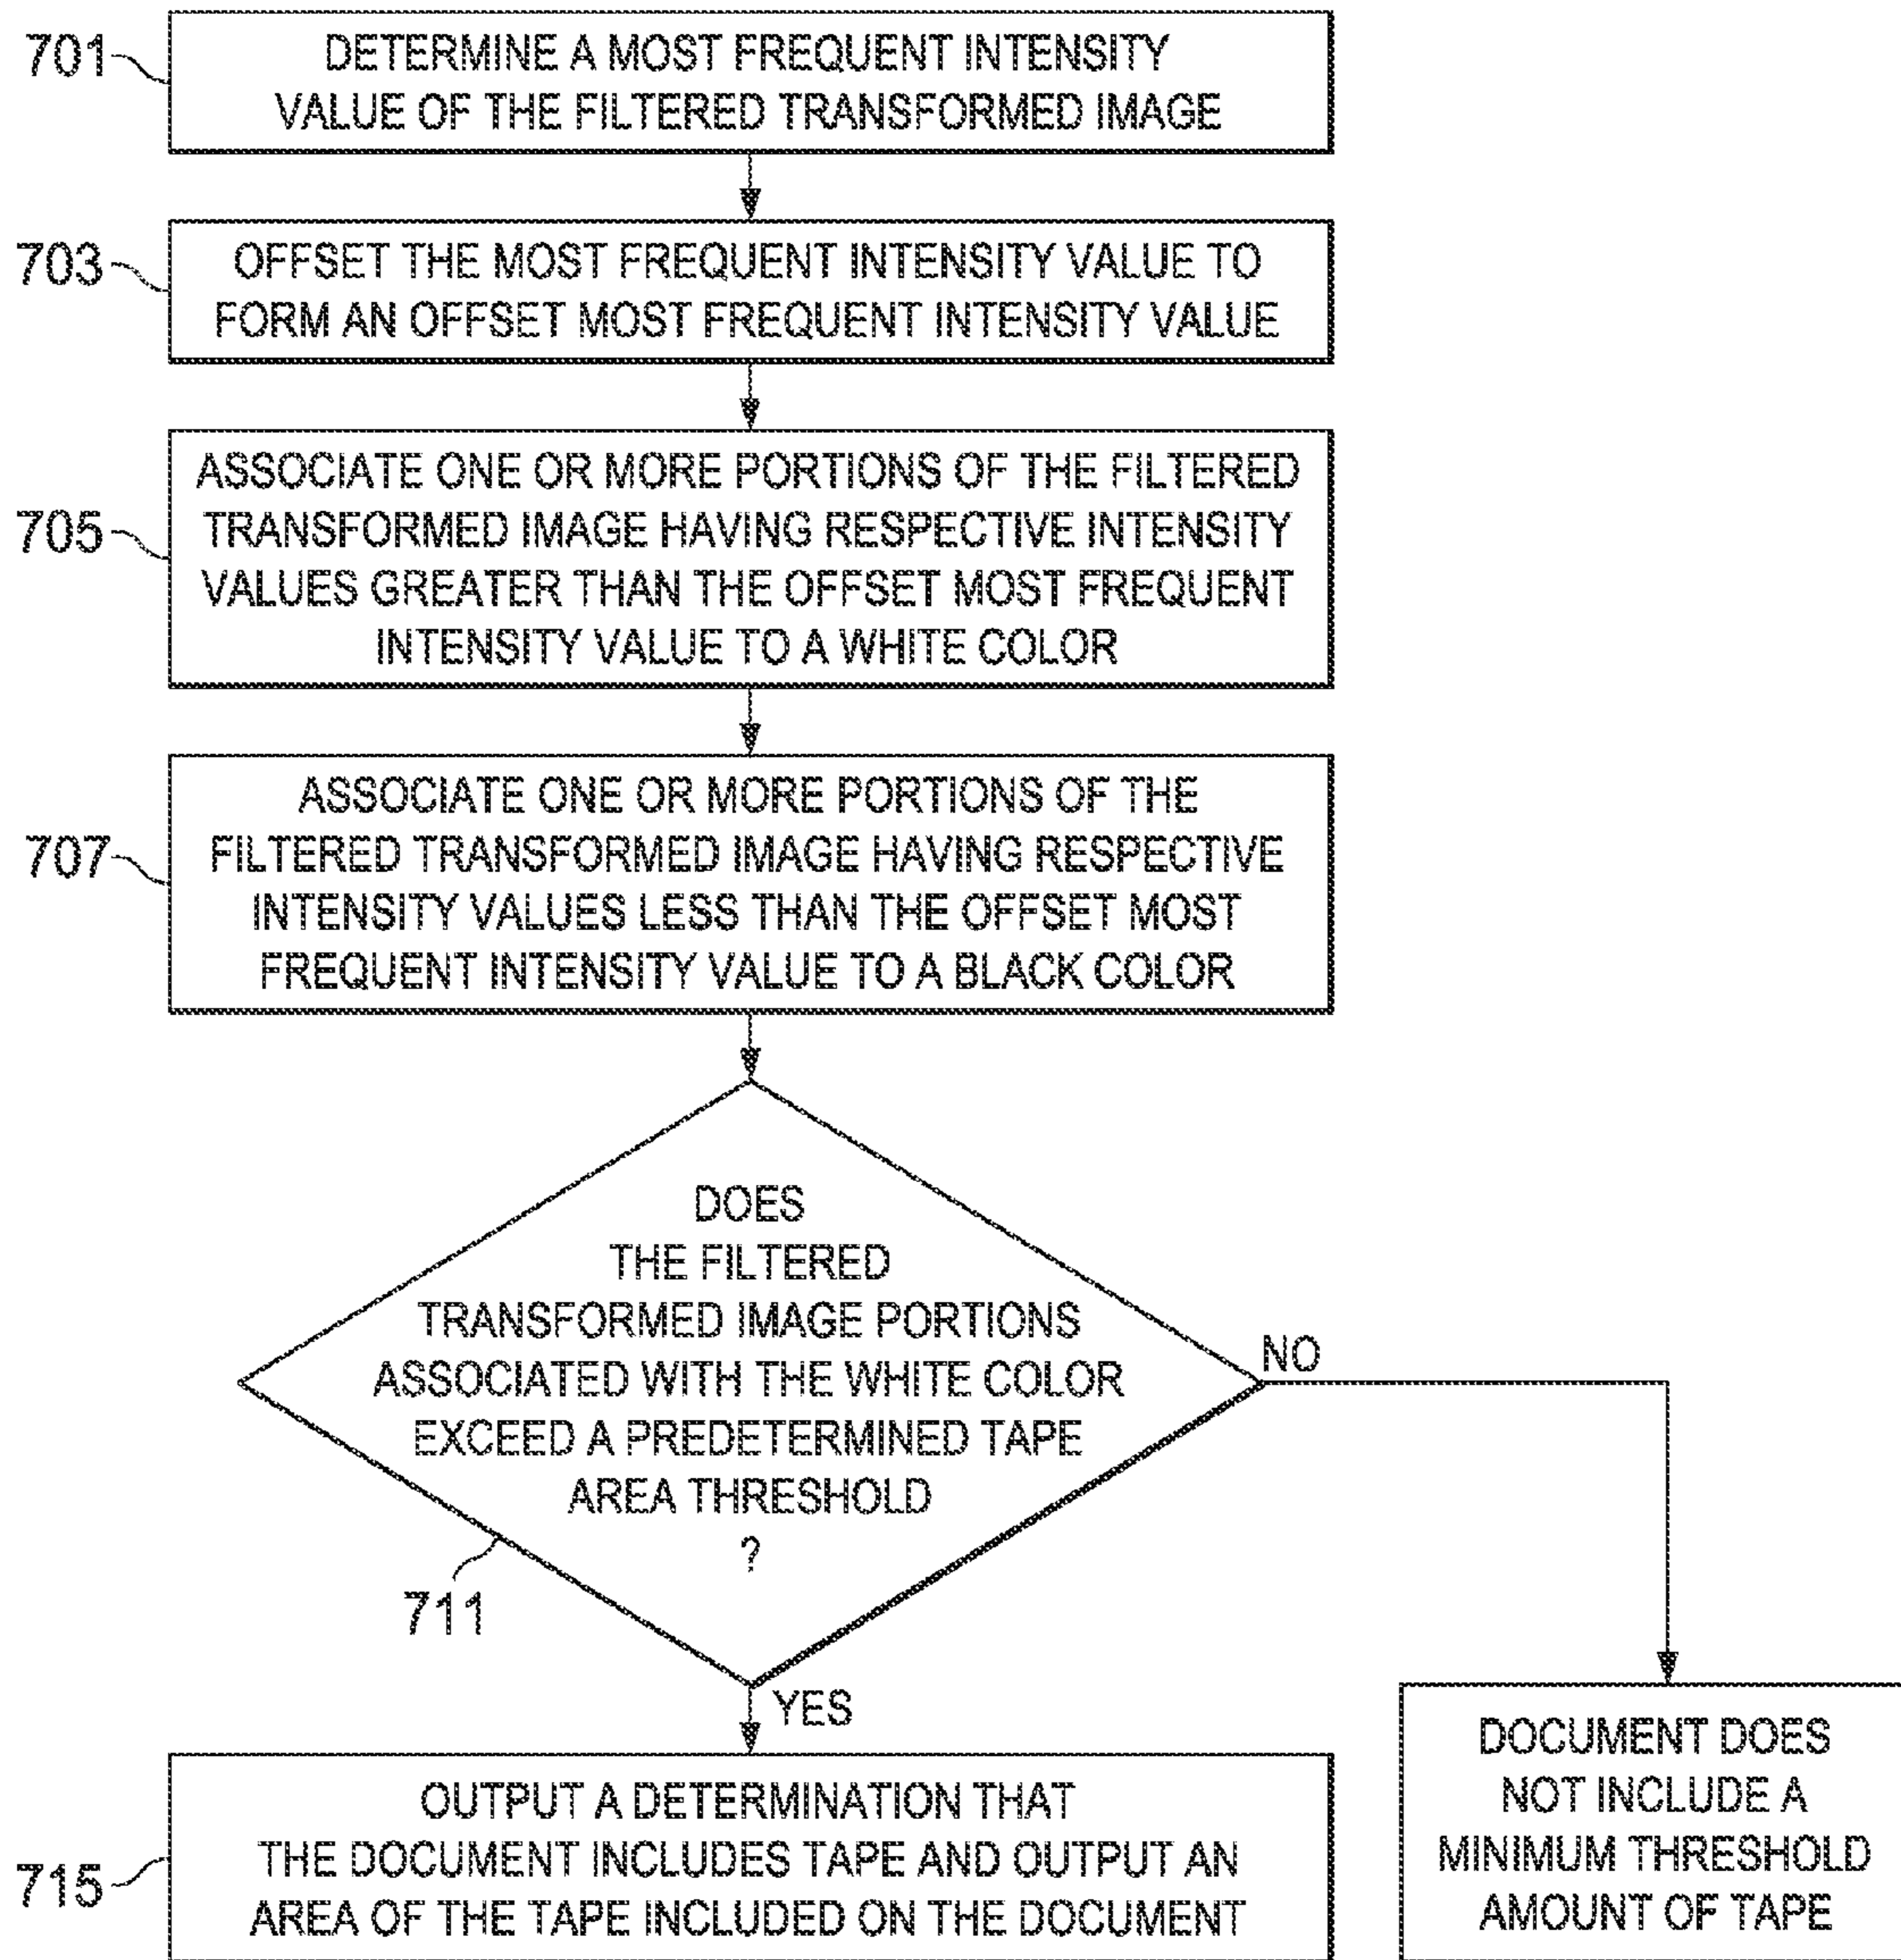 701
DETERMINE A MOST FREQUENT INTENSITY
VALUE OF THE FILTERED TRANSFORMED IMAGE
703
OFFSET THE MOST FREQUENT INTENSITY VALUE TO
FORM AN OFFSET MOST FREQUENT INTENSITY VALUE
705
ASSOCIATE ONE OR MORE PORTIONS OF THE FILTERED
TRANSFORMED IMAGE HAVING RESPECTIVE INTENSITY
VALUES GREATER THAN THE OFFSET MOST FREQUENT
INTENSITY VALUE TO A WHITE COLOR
707
ASSOCIATE ONE OR MORE PORTIONS OF THE
FILTERED TRANSFORMED IMAGE HAVING RESPECTIVE
INTENSITY VALUES LESS THAN THE OFFSET MOST
FREQUENT INTENSITY VALUE TO A BLACK COLOR
DOES
THE FILTERED
TRANSFORMED IMAGE PORTIONS
ASSOCIATED WITH THE WHITE COLOR
EXCEED A PREDETERMINED TAPE
AREA THRESHOLD
?
711
NO
YES
715
OUTPUT A DETERMINATION THAT
THE DOCUMENT INCLUDES TAPE AND OUTPUT AN
AREA OF THE TAPE INCLUDED ON THE DOCUMENT
DOCUMENT DOES
NOT INCLUDE A
MINIMUM THRESHOLD
AMOUNT OF TAPE